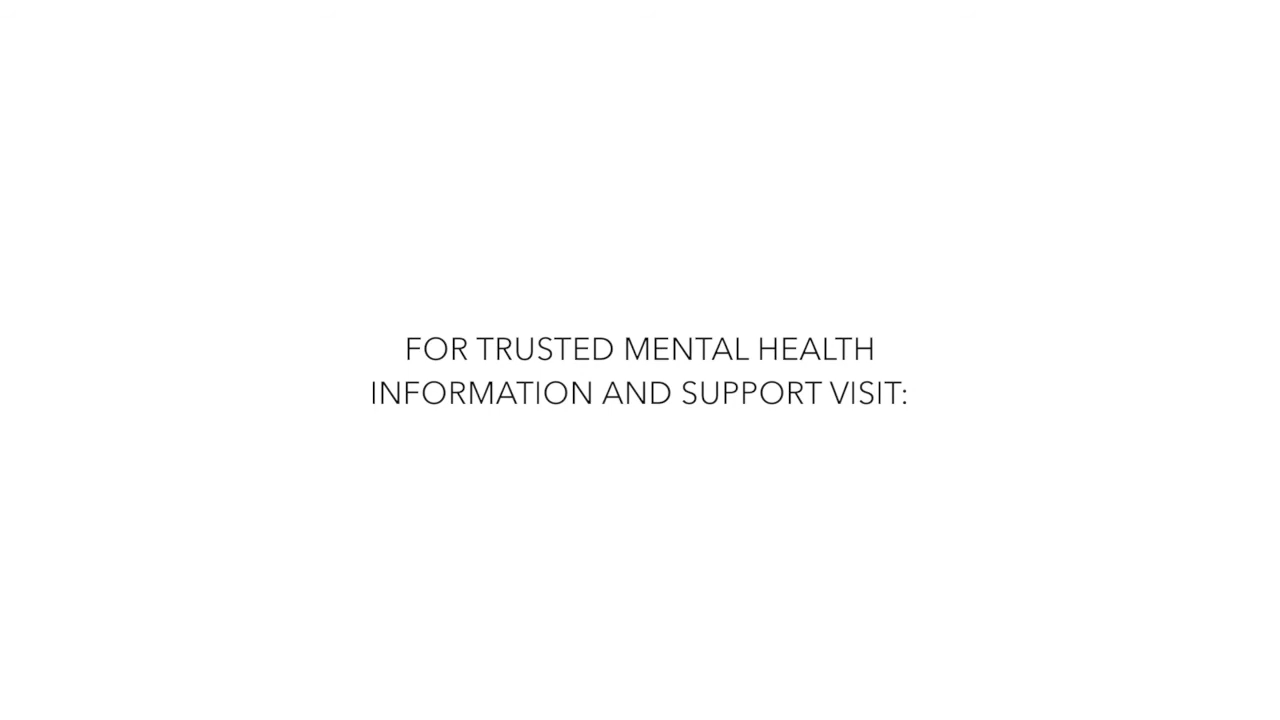 FOR TRUSTED MENTAL HEALTH
INFORMATION AND SUPPORT VISIT: